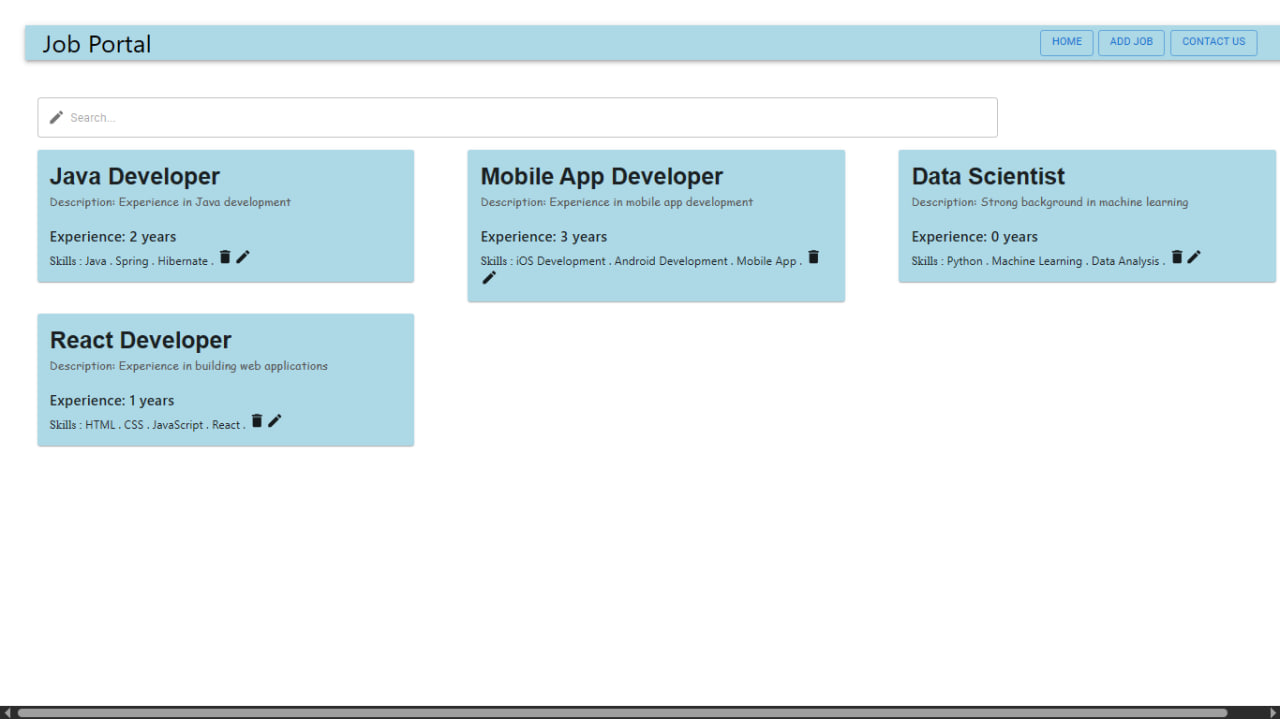 Job Portal
HOME
ADD JOB
CONTACT US
Search...
Java Developer
Description: Experience in Java development
Experience: 2 years
Skills : Java . Spring . Hibernate .
Mobile App Developer
Description: Experience in mobile app development
Experience: 3 years
Skills : iOS Development . Android Development . Mobile App .
Data Scientist
Description: Strong background in machine learning
Experience: 0 years
Skills : Python . Machine Learning . Data Analysis .
React Developer
Description: Experience in building web applications
Experience: 1 years
Skills : HTML . CSS . JavaScript . React .